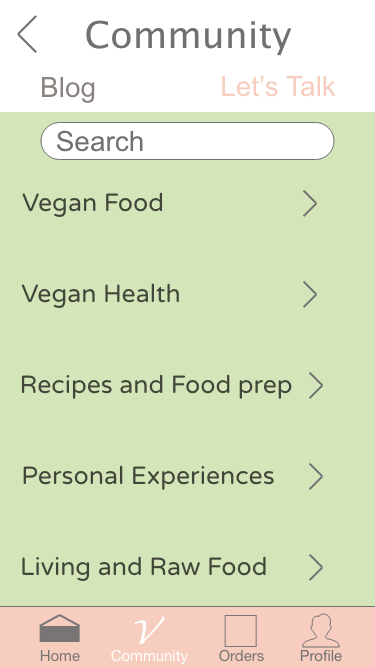 Community
Blog Let's Talk
Search
Vegan Food
Vegan Health
Recipes and Food prep
Personal Experiences
Living and Raw Food
Home Community Orders Profile